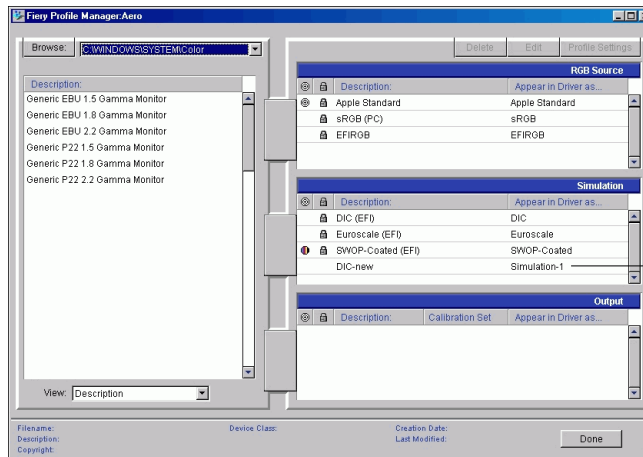 Fiery Profile Manager:Aero
Browse: C:\WINDOWS\SYSTEM\Color
Description:
Generic EBU 1.5 Gamma Monitor
Generic EBU 1.8 Gamma Monitor
Generic EBU 2.2 Gamma Monitor
Generic P22 1.5 Gamma Monitor
Generic P22 1.8 Gamma Monitor
Generic P22 2.2 Gamma Monitor
View: Description
Delete Edit Profile Settings
RGB Source
Description: Appear in Driver as...
Apple Standard Apple Standard
sRGB (PC) sRGB
EFIRGB EFIRGB
Simulation
Description: Appear in Driver as...
DIC (EFI) DIC
Euroscale (EFI) Euroscale
SWOP-Coated (EFI) SWOP-Coated
DIC-new Simulation-1
Output
Description: Calibration Set Appear in Driver as...
Filename: Device Class: Creation Date:
Description: Last Modified:
Copyright:
Done